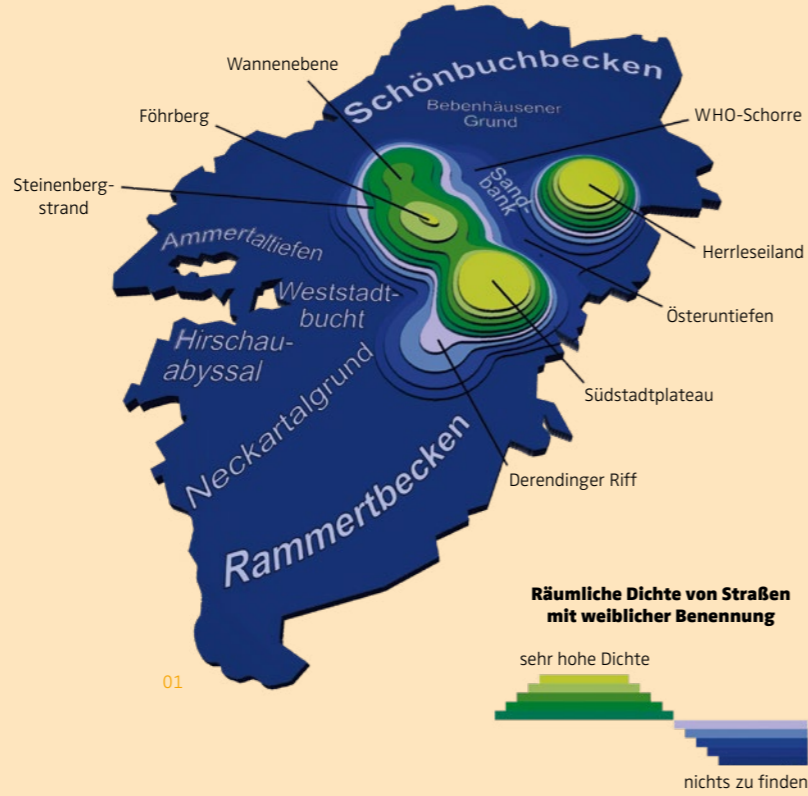 Wannenebene
Schönbuchbecken
Bebenhäusener
Grund
Föhrberg
WHO-Schorre
Steinenberg-
strand
Sand-
bank
Ammertaltiefen
Herrleseiland
Weststadt-
bucht
Österuntiefen
Hirschau-
abyssal
Neckartalgrund
Südstadtplateau
Derendinger Riff
Rammertbecken
Räumliche Dichte von Straßen
mit weiblicher Benennung
sehr hohe Dichte
01
nichts zu finden